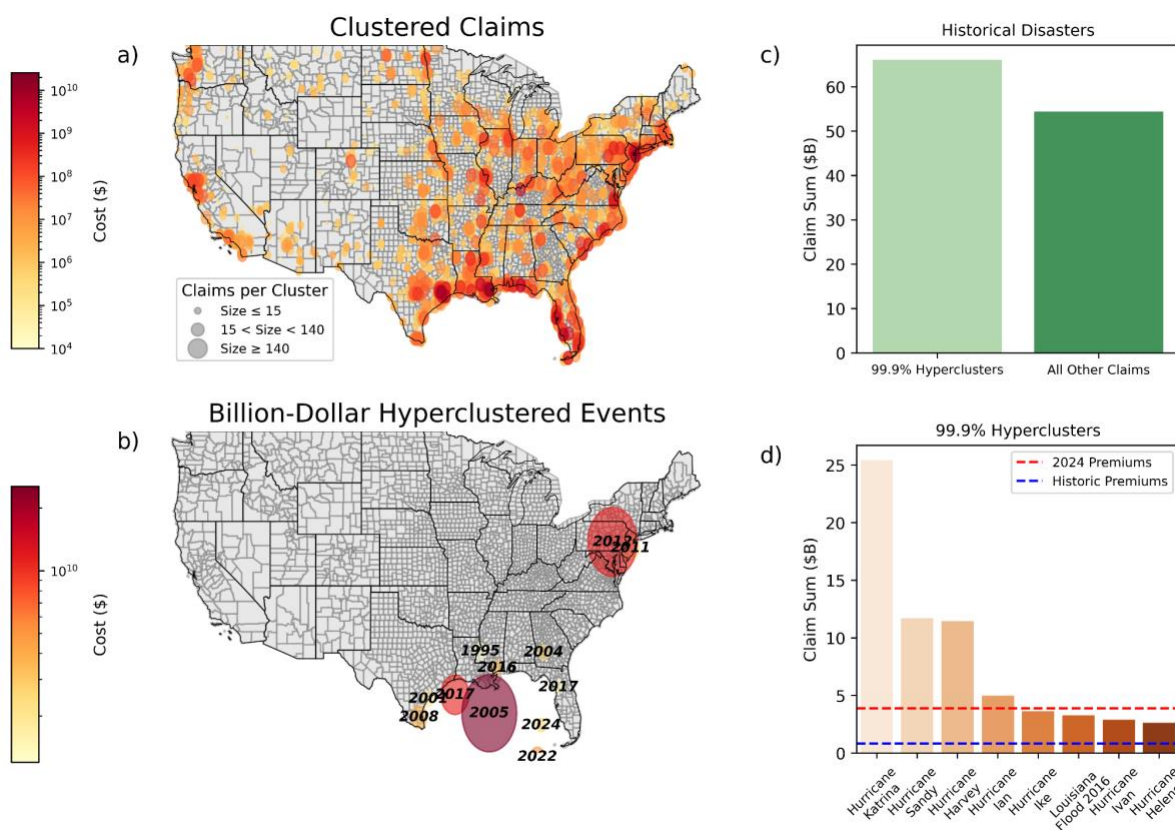 Clustered Claims
a)
10^10
10^9
10^8
10^7
10^6
10^5
10^4
Cost ($)
Claims per Cluster
Size ≤ 15
15 < Size < 140
Size ≥ 140
Billion-Dollar Hyperclustered Events
b)
10^10
Cost ($)
2012
2011
1995
2004
2016
2017
2001
2017
2008
2005
2024
2022
c)
Historical Disasters
Claim Sum ($B)
60
50
40
30
20
10
0
99.9% Hyperclusters
All Other Claims
99.9% Hyperclusters
d)
2024 Premiums
Historic Premiums
Claim Sum ($B)
25
20
15
10
5
0
Hurricane
Katrina
Hurricane
Sandy
Hurricane
Harvey
Hurricane
Ian
Hurricane
Ike
Louisiana
Flood 2016
Hurricane
Ivan
Hurricane
Helen